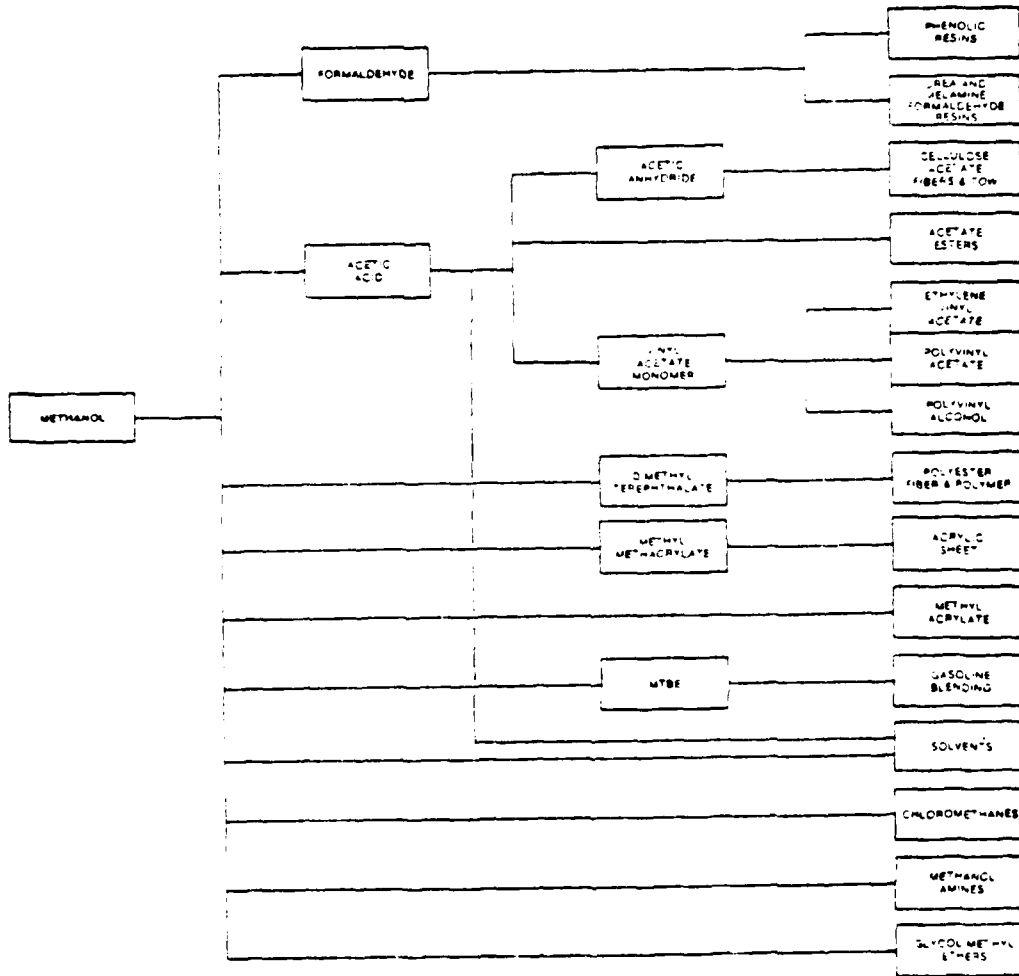 PHENOLIC
RESINS
FORMALDEHYDE
UREA AND
MELAMINE
FORMALDEHYDE
RESINS
ACETIC
ANHYDRIDE
CELLULOSE
ACETATE
FIBERS & TOW
ACETIC
ACID
ACETATE
ESTERS
ETHYLENE
VINYL
ACETATE
VINYL
ACETATE
MONOMER
POLYVINYL
ACETATE
METHANOL
POLYVINYL
ALCOHOL
DIMETHYL
TEREPHTHALATE
POLYESTER
FIBER & POLYMER
METHYL
METHACRYLATE
ACRYLIC
SHEET
METHYL
ACRYLATE
MTBE
GASOLINE
BLENDING
SOLVENTS
CHLOROMETHANES
METHANOL
AMINES
GLYCOL METHYL
ETHERS